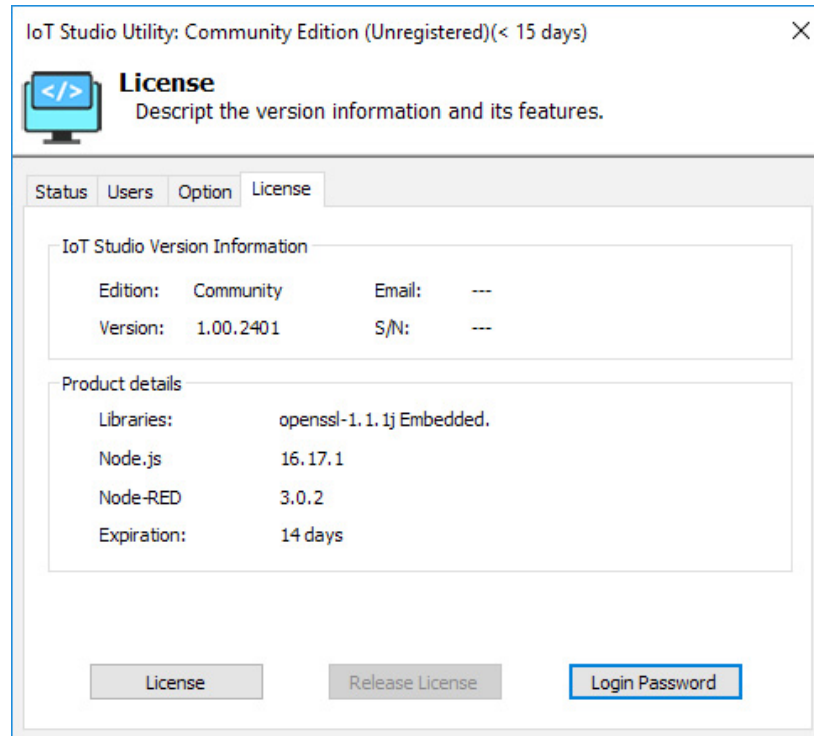 IoT Studio Utility: Community Edition (Unregistered)(< 15 days)
</>
License
Descript the version information and its features.
Status Users Option License
IoT Studio Version Information
Edition: Community Email: ---
Version: 1.00.2401 S/N: ---
Product details
Libraries: openssl-1.1.1j Embedded.
Node.js 16.17.1
Node-RED 3.0.2
Expiration: 14 days
License Release License Login Password